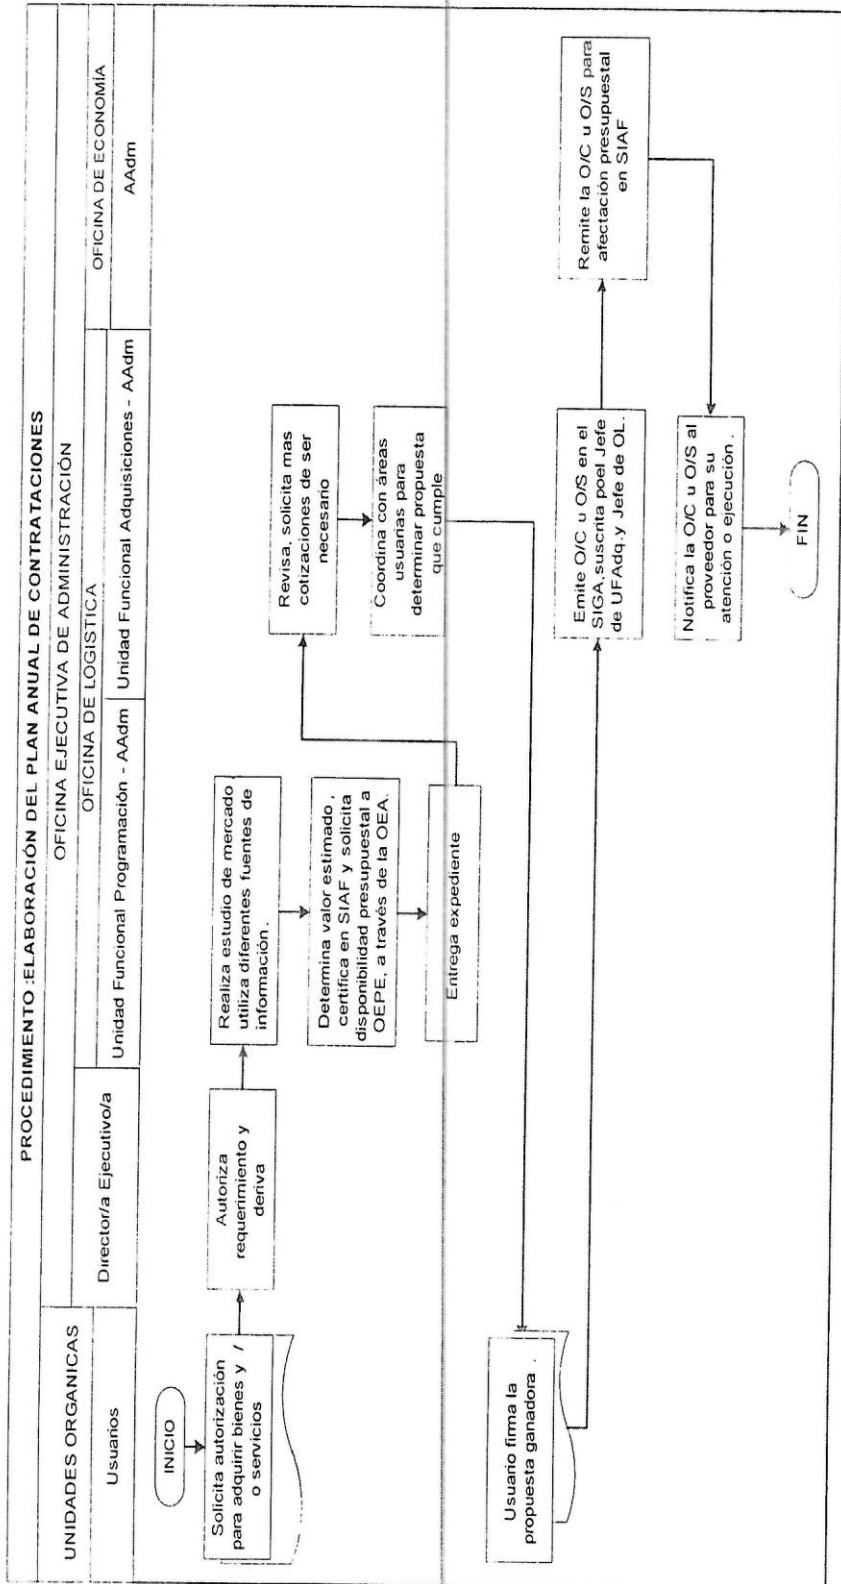 PROCEDIMIENTO :ELABORACIÓN DEL PLAN ANUAL DE CONTRATACIONES
UNIDADES ORGANICAS
OFICINA EJECUTIVA DE ADMINISTRACIÓN
OFICINA DE LOGISTICA
OFICINA DE ECONOMÍA
Usuarios
Director/a Ejecutivo/a
Unidad Funcional Programación - AAdm
Unidad Funcional Adquisiciones - AAdm
AAdm
INICIO
Solicita autorización
para adquirir bienes y /
o servicios
Autoriza
requerimiento y
deriva
Realiza estudio de mercado
utiliza diferentes fuentes de
información.
Determina valor estimado ,
certifica en SIAF y solicita
disponibilidad presupuestal a
OEPE, a través de la OEA.
Entrega expediente
Revisa, solicita mas
cotizaciones de ser
necesario
Coordina con áreas
usuarias para
determinar propuesta
que cumple
Usuario firma la
propuesta ganadora .
Emite O/C u O/S en el
SIGA,suscrita poel Jefe
de UFAdq.y Jefe de OL.
Remite la O/C u O/S para
afectación presupuestal
en SIAF
Notifica la O/C u O/S al
proveedor para su
atención o ejecución .
FIN